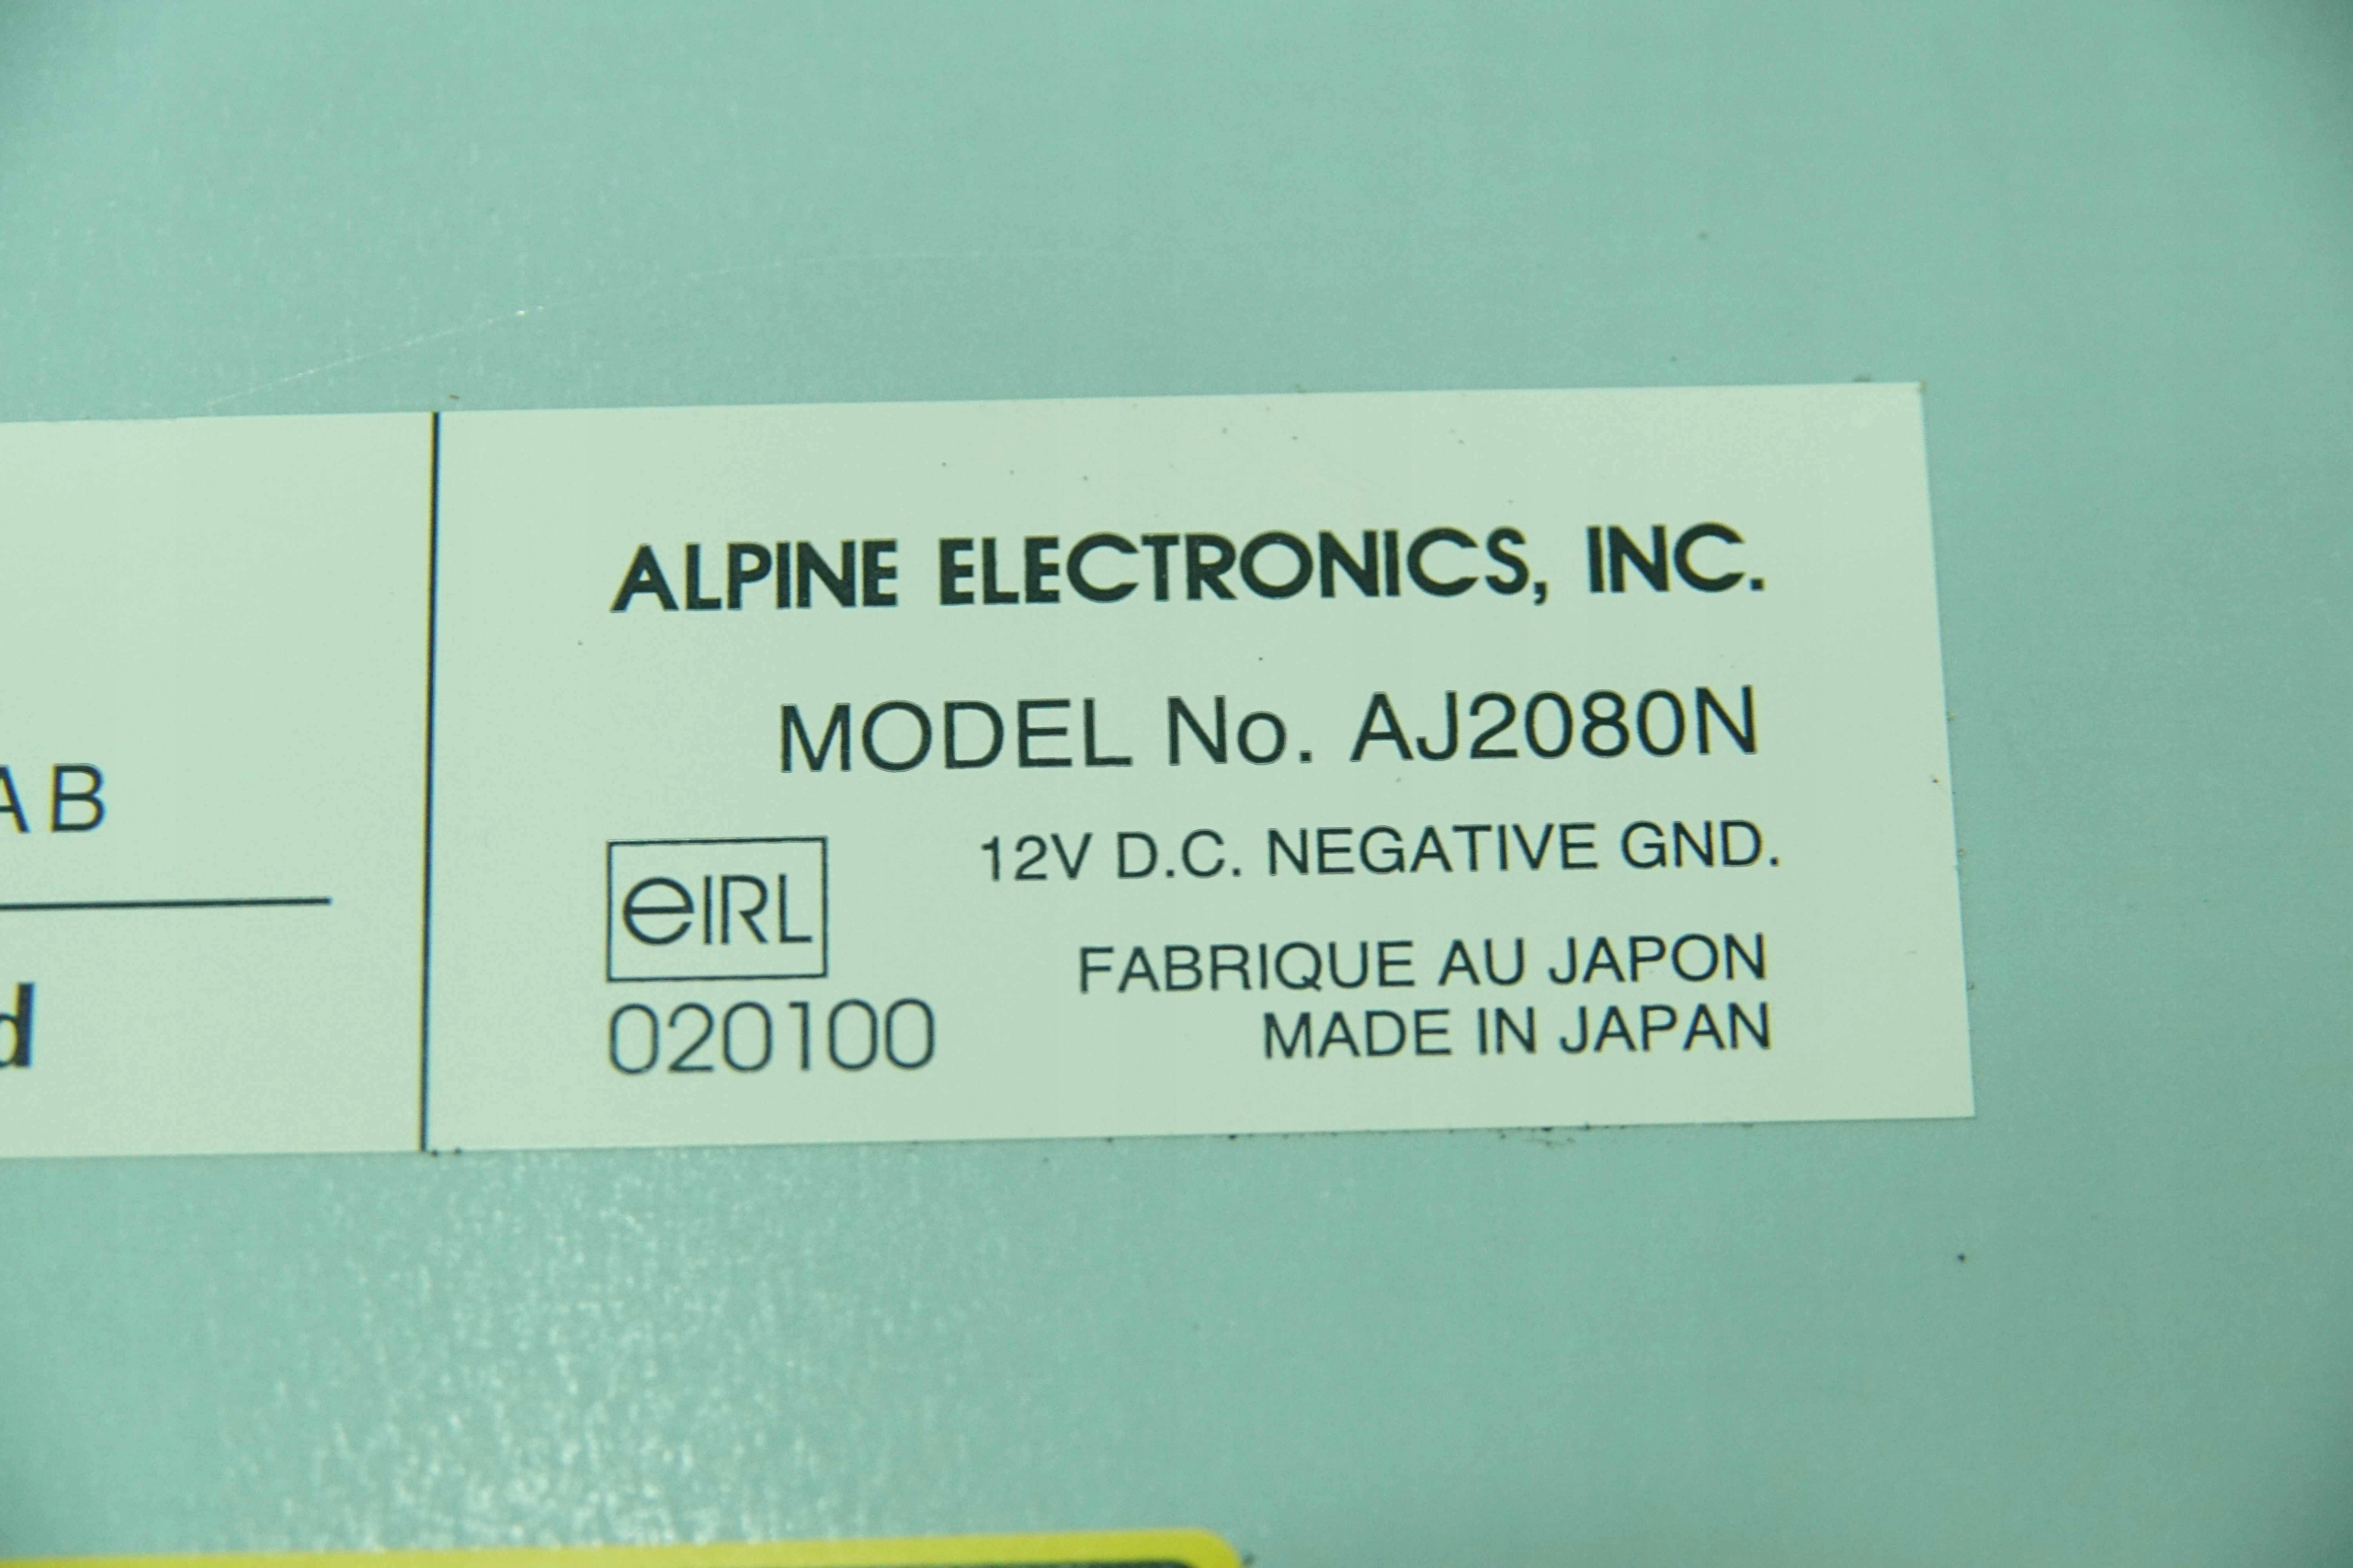 AB
d
ALPINE ELECTRONICS, INC.
MODEL No. AJ2080N
12V D.C. NEGATIVE GND.
eIRL
020100
FABRIQUE AU JAPON
MADE IN JAPAN